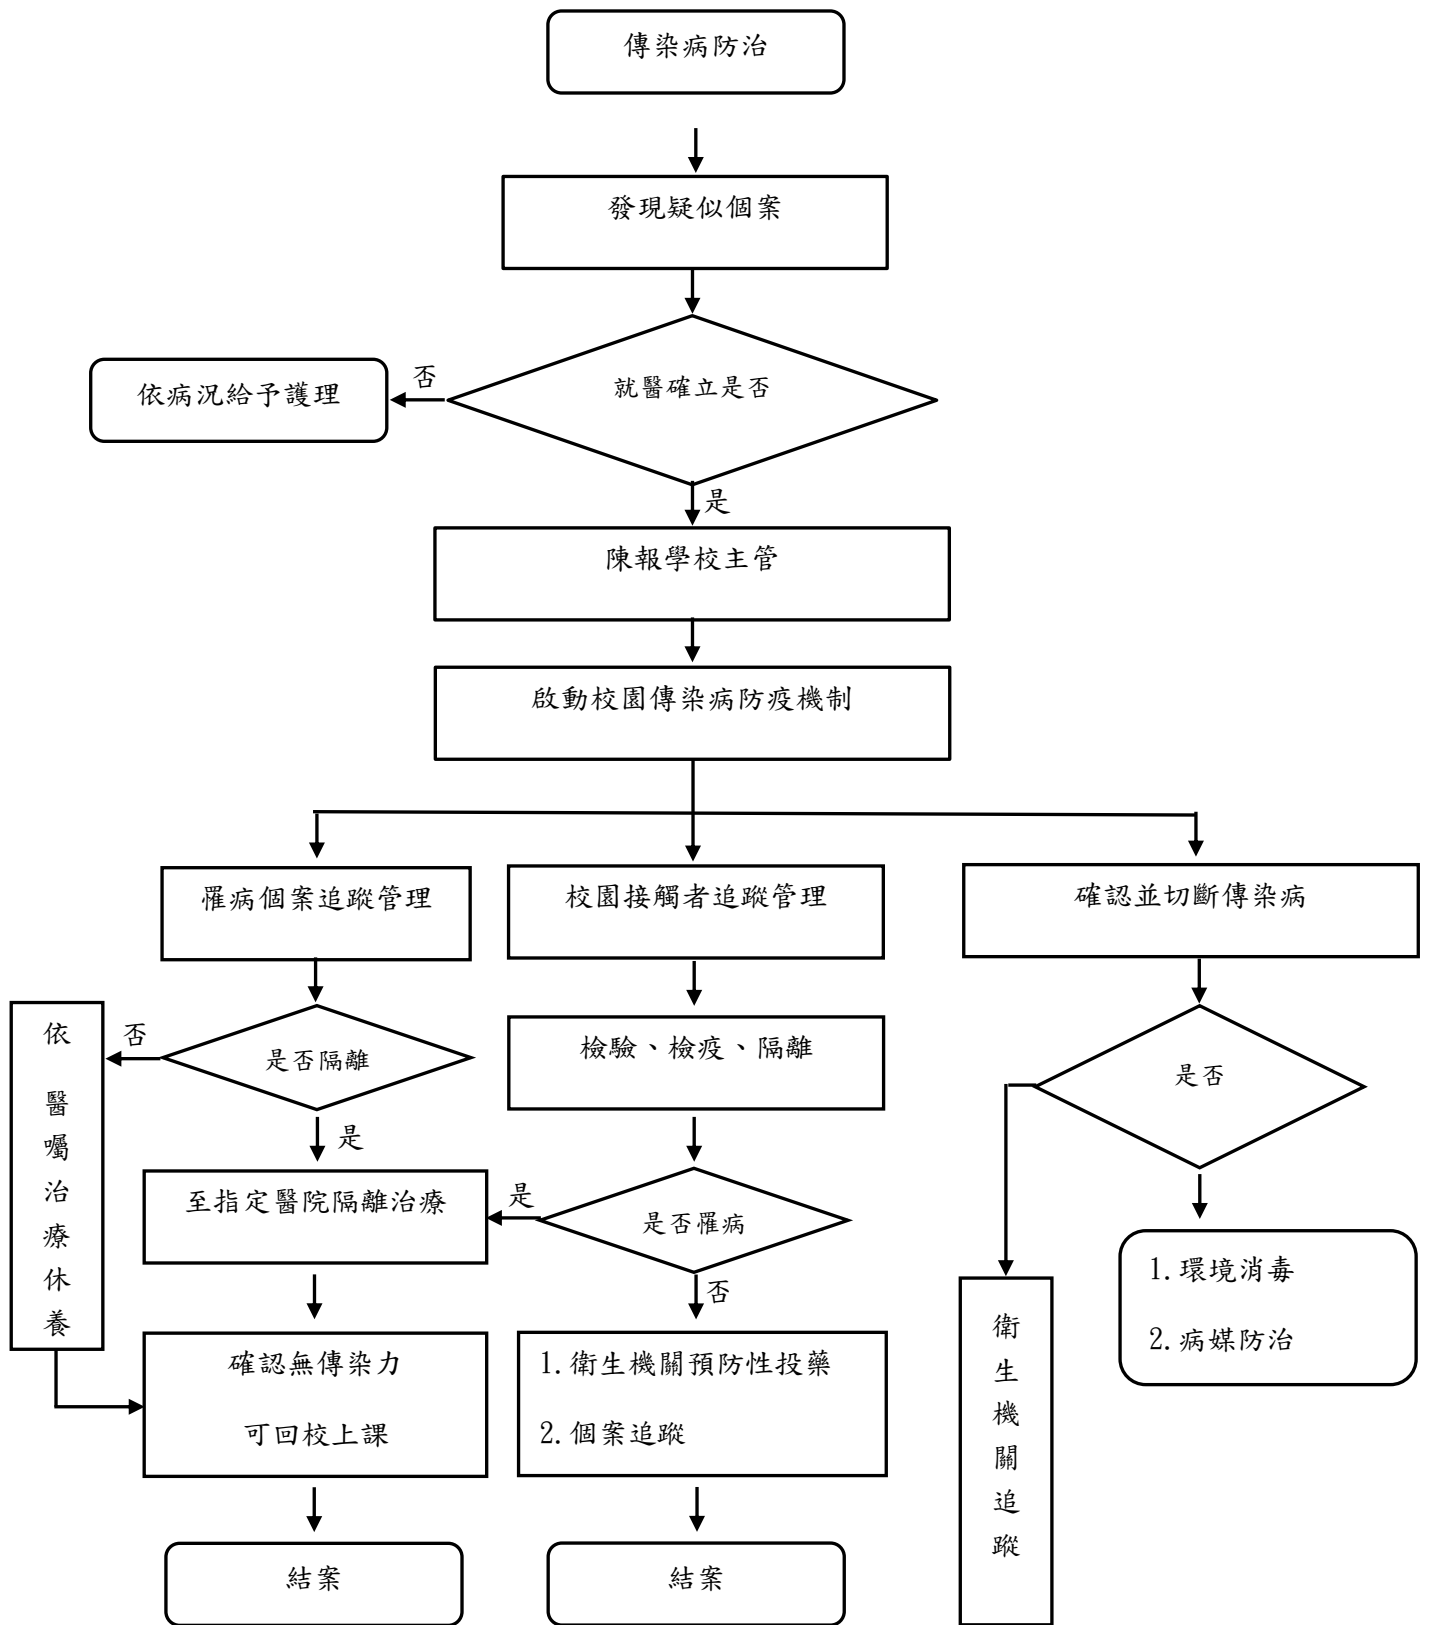 傳染病防治
發現疑似個案
就醫確立是否
否
依病況給予護理
是
陳報學校主管
啟動校園傳染病防疫機制
罹病個案追蹤管理
校園接觸者追蹤管理
確認並切斷傳染病
是否隔離
否
依醫囑治療休養
檢驗、檢疫、隔離
是否
是
至指定醫院隔離治療
是
是否罹病
否
1.環境消毒
2.病媒防治
衛生機關追蹤
確認無傳染力
可回校上課
1.衛生機關預防性投藥
2.個案追蹤
結案
結案